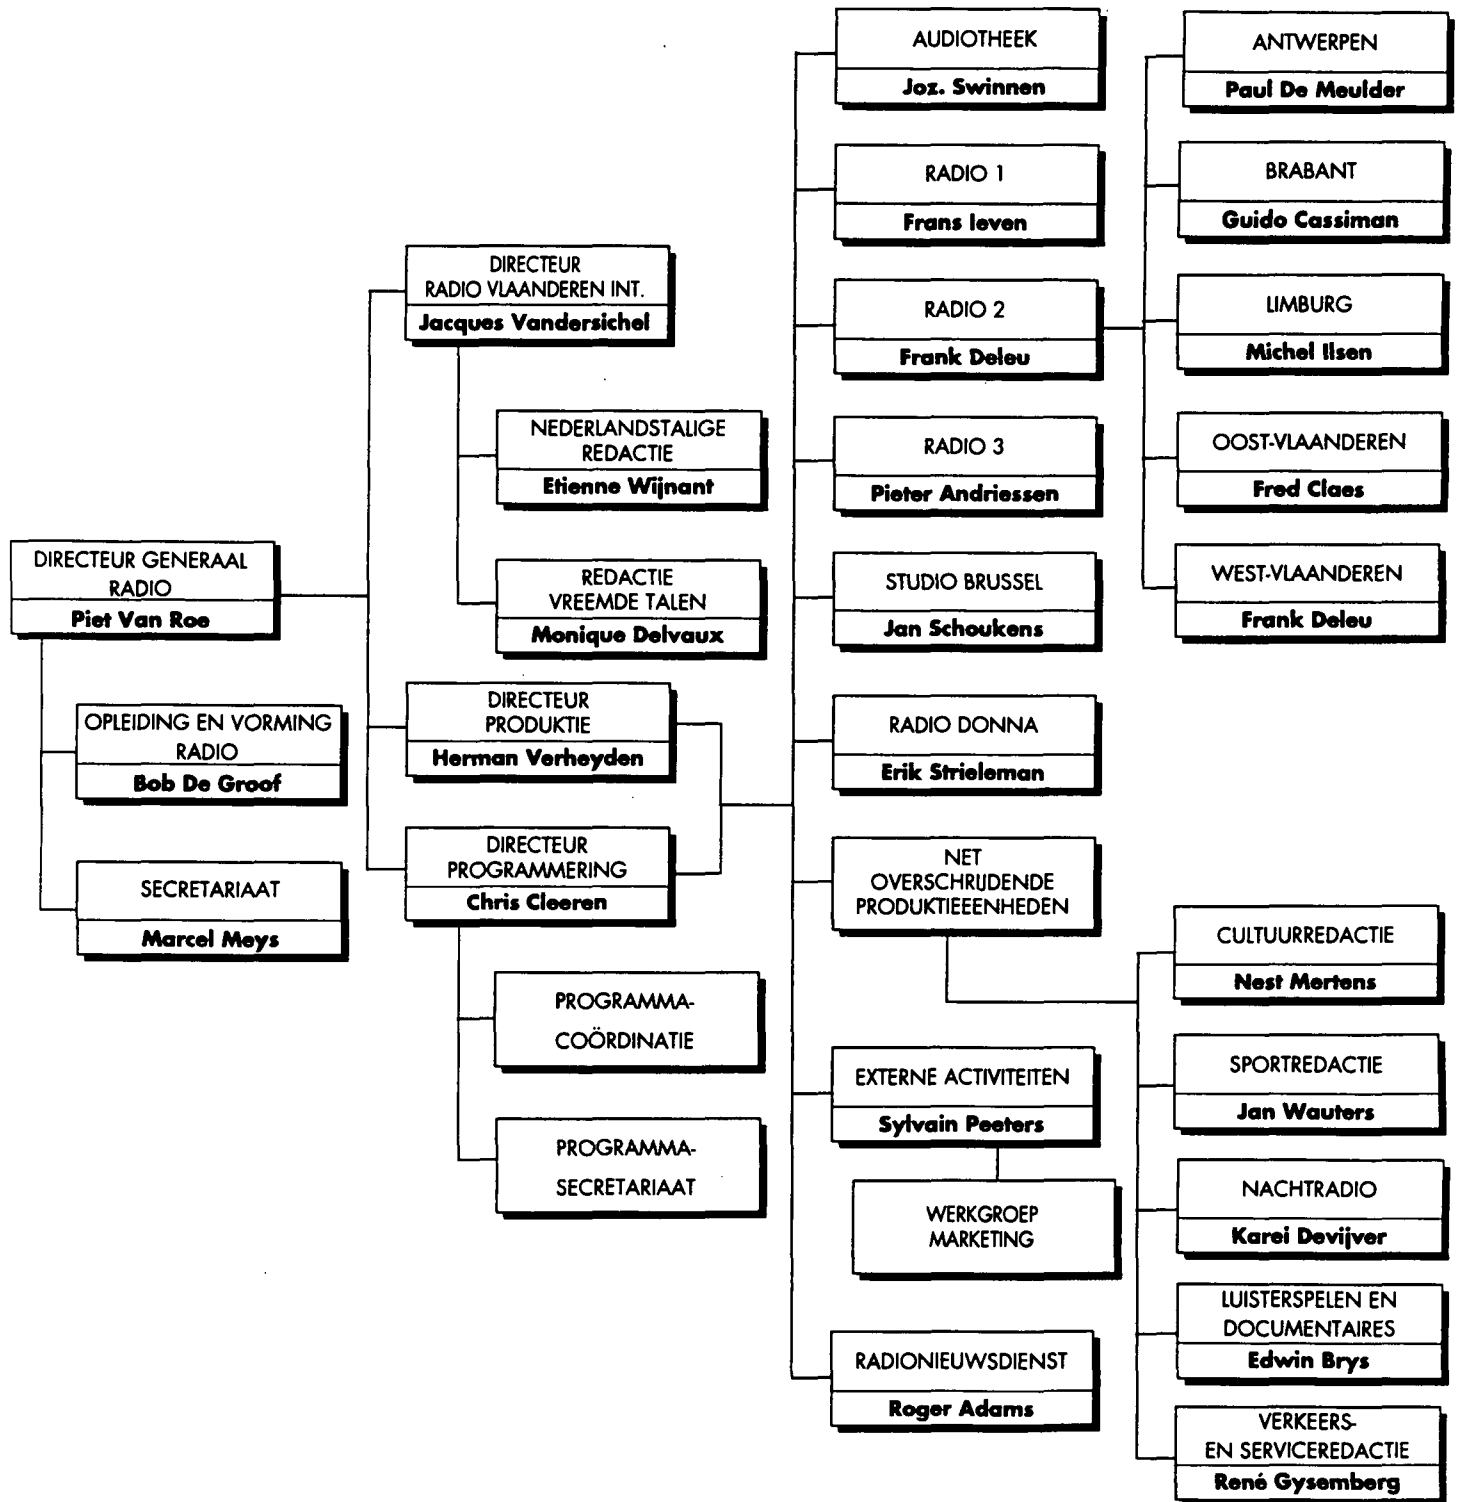 DIRECTEUR GENERAAL
RADIO
Piet Van Roe
OPLEIDING EN VORMING
RADIO
Bob De Groof
SECRETARIAAT
Marcel Meys
DIRECTEUR
RADIO VLAANDEREN INT.
Jacques Vandersichel
NEDERLANDSTALIGE
REDACTIE
Etienne Wijnant
REDACTIE
VREEMDE TALEN
Monique Delvaux
DIRECTEUR
PRODUKTIE
Herman Verheyden
DIRECTEUR
PROGRAMMERING
Chris Cleeren
PROGRAMMA-
COÖRDINATIE
PROGRAMMA-
SECRETARIAAT
AUDIOTHEEK
Joz. Swinnen
RADIO 1
Frans Ieven
RADIO 2
Frank Deleu
RADIO 3
Pieter Andriessen
STUDIO BRUSSEL
Jan Schoukens
RADIO DONNA
Erik Strieleman
NET
OVERSCHRIJDENDE
PRODUKTIEEENHEDEN
EXTERNE ACTIVITEITEN
Sylvain Peeters
WERKGROEP
MARKETING
RADIONIEUWSDIENST
Roger Adams
ANTWERPEN
Paul De Meulder
BRABANT
Guido Cassiman
LIMBURG
Michel Ilsen
OOST-VLAANDEREN
Fred Claes
WEST-VLAANDEREN
Frank Deleu
CULTUURREDACTIE
Nest Mertens
SPORTREDACTIE
Jan Wauters
NACHTRADIO
Karei Devijver
LUISTERSPELEN EN
DOCUMENTAIRES
Edwin Brys
VERKEERS-
EN SERVICEREDACTIE
René Gysemberg